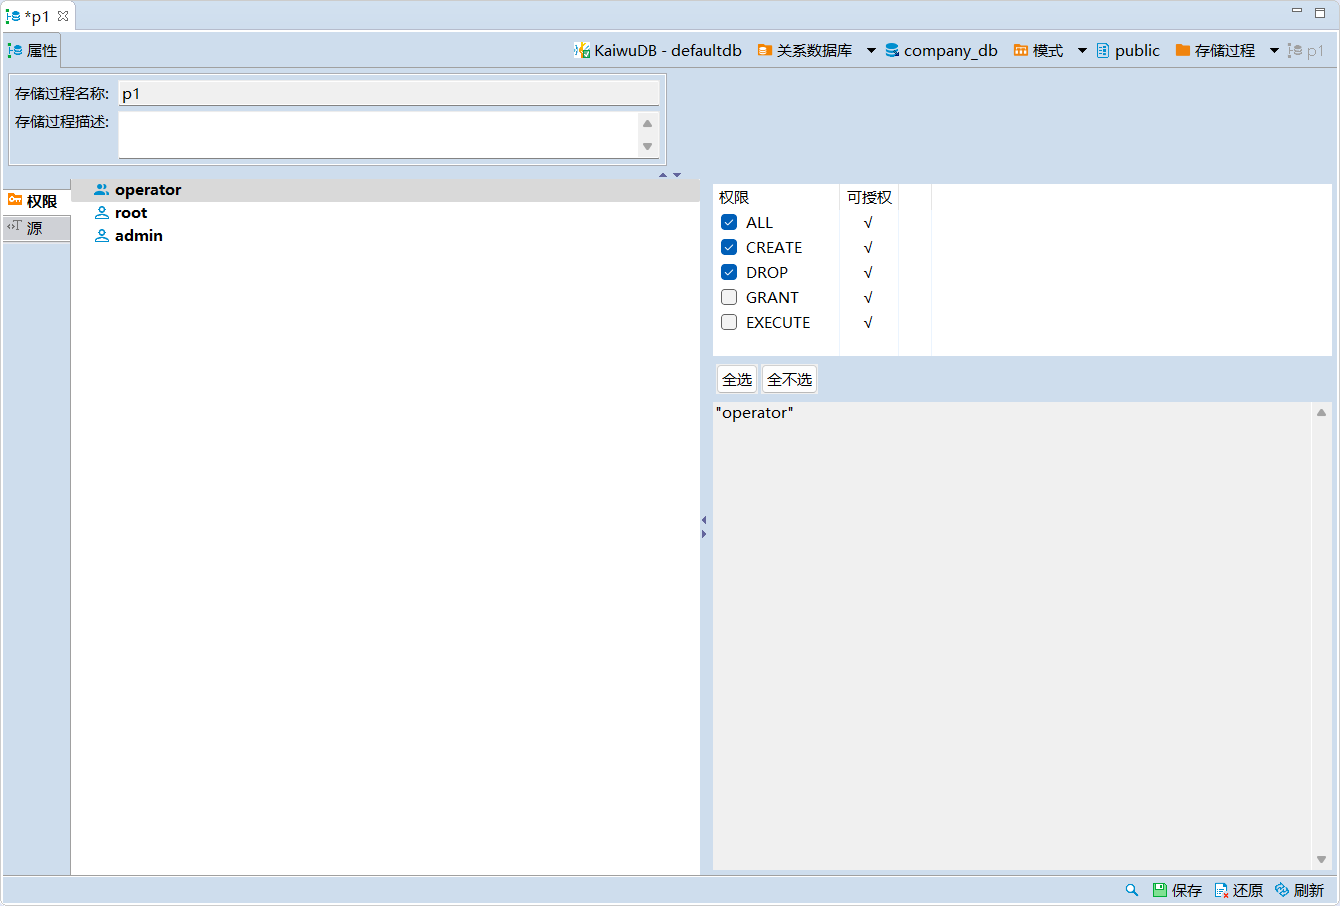 *p1
属性
KaiwuDB - defaultdb 关系数据库 company_db 模式 public 存储过程 p1
存储过程名称: p1
存储过程描述:
权限
源
operator
root
admin
权限 可授权
ALL √
CREATE √
DROP √
GRANT √
EXECUTE √
全选 全不选
"operator"
保存 还原 刷新